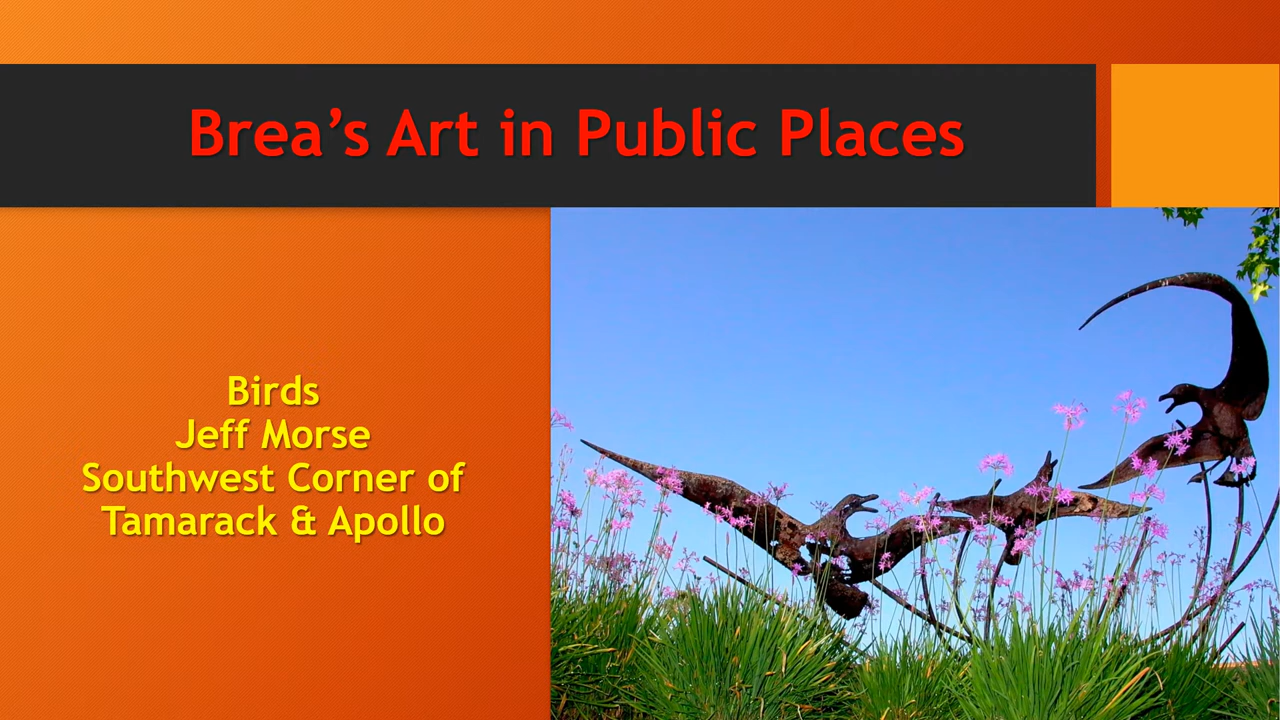 Brea’s Art in Public Places
Birds
Jeff Morse
Southwest Corner of
Tamarack & Apollo